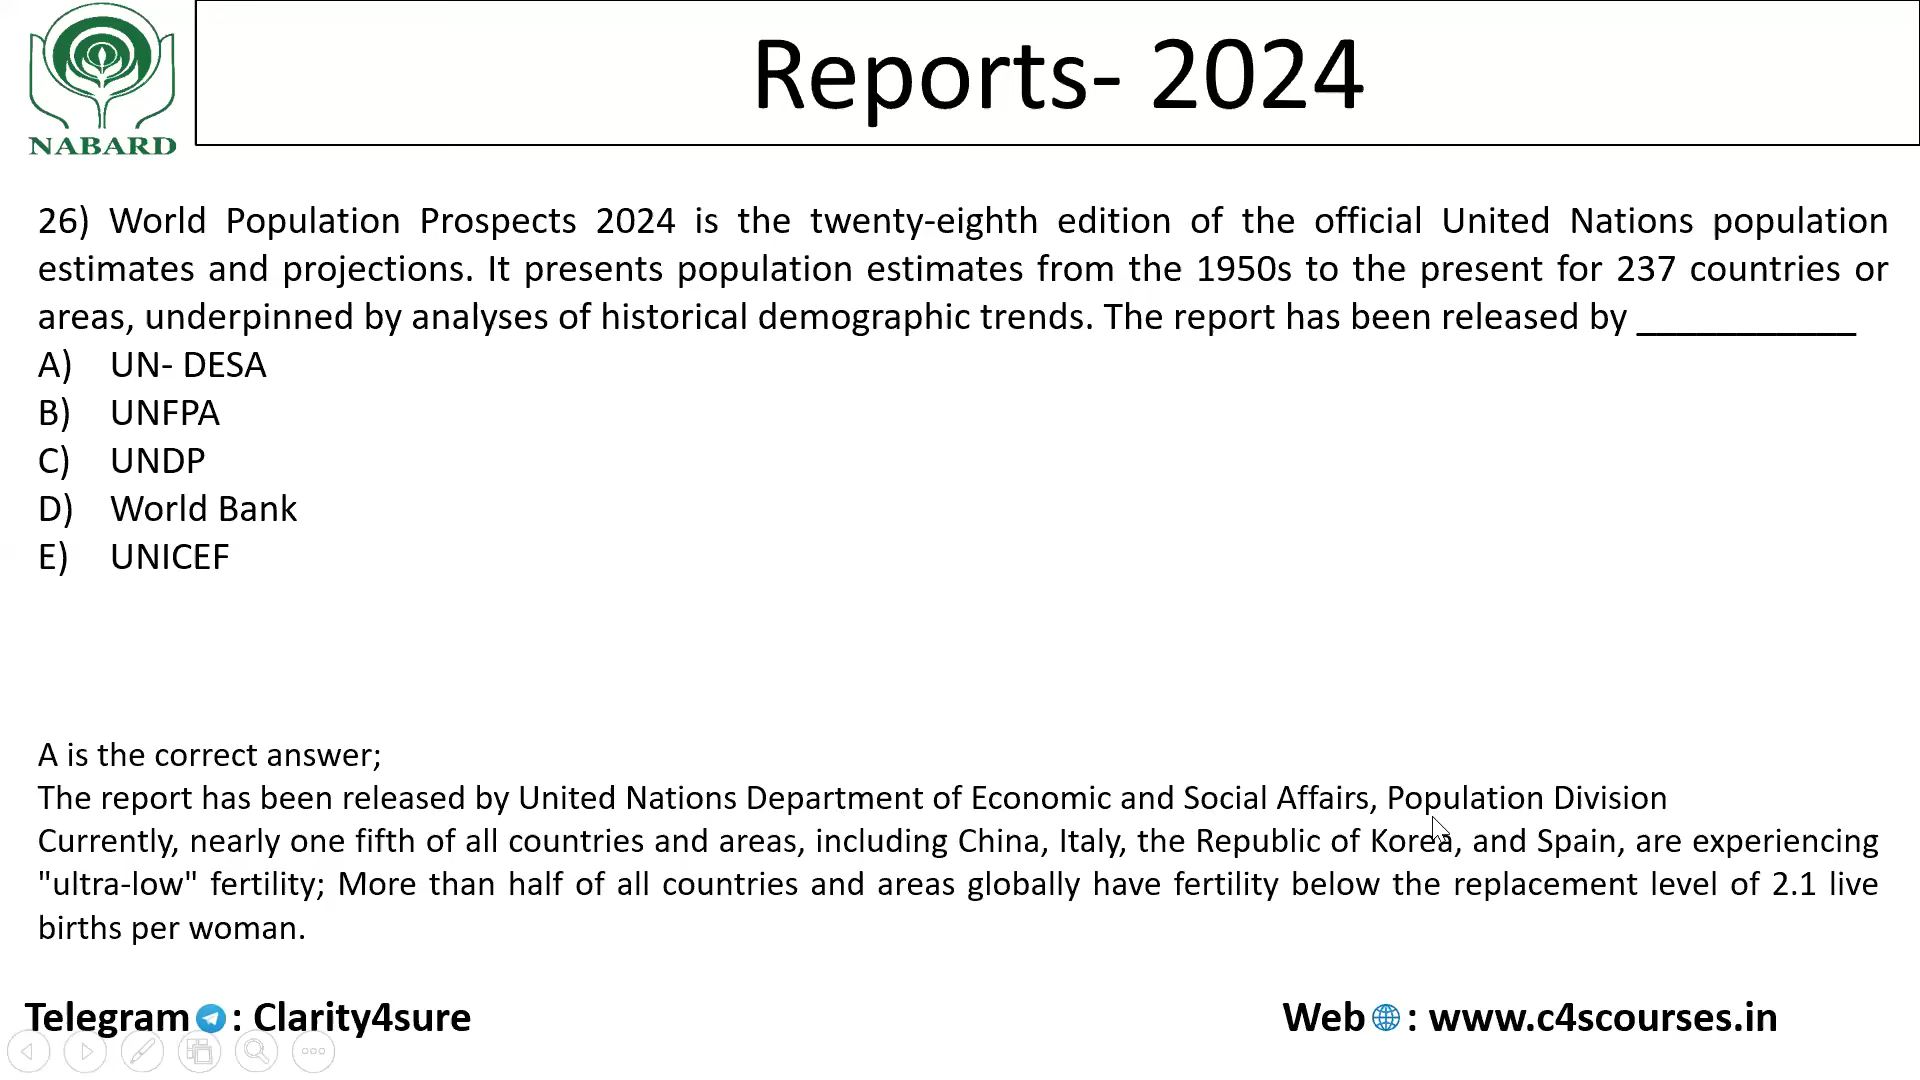 NABARD
Reports- 2024
26) World Population Prospects 2024 is the twenty-eighth edition of the official United Nations population
estimates and projections. It presents population estimates from the 1950s to the present for 237 countries or
areas, underpinned by analyses of historical demographic trends. The report has been released by ___________
A) UN- DESA
B) UNFPA
C) UNDP
D) World Bank
E) UNICEF
A is the correct answer;
The report has been released by United Nations Department of Economic and Social Affairs, Population Division
Currently, nearly one fifth of all countries and areas, including China, Italy, the Republic of Korea, and Spain, are experiencing
"ultra-low" fertility; More than half of all countries and areas globally have fertility below the replacement level of 2.1 live
births per woman.
Telegram : Clarity4sure
Web : www.c4scourses.in